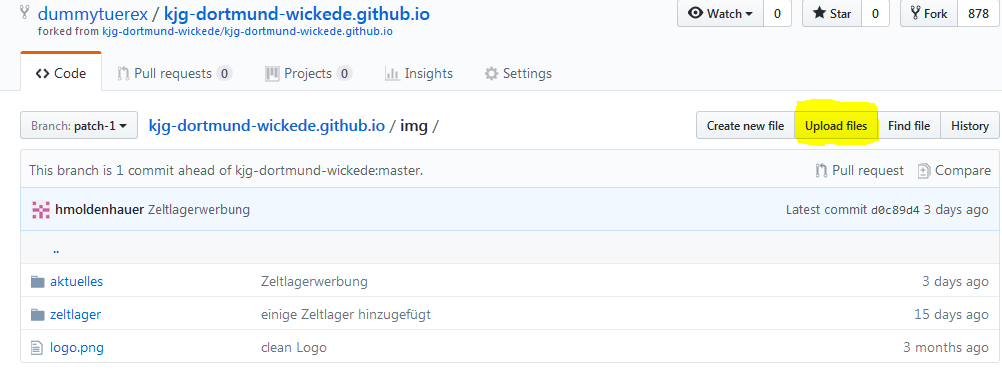 dummytuerex / kjg-dortmund-wickede.github.io Watch 0 Star 0 Fork 878
forked from kjg-dortmund-wickede/kjg-dortmund-wickede.github.io
Code Pull requests 0 Projects 0 Insights Settings
Branch: patch-1 kjg-dortmund-wickede.github.io / img / Create new file Upload files Find file History
This branch is 1 commit ahead of kjg-dortmund-wickede:master. Pull request Compare
hmoldenhauer Zeltlagerwerbung Latest commit d0c89d4 3 days ago
..
aktuelles Zeltlagerwerbung 3 days ago
zeltlager einige Zeltlager hinzugefügt 15 days ago
logo.png clean Logo 3 months ago